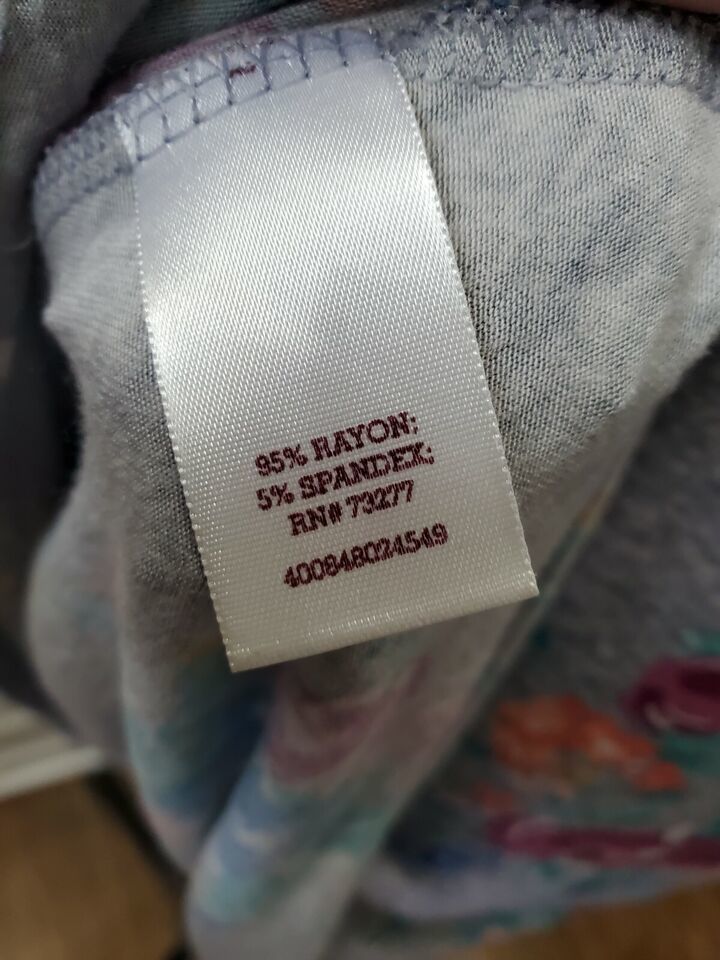 95% RAYON;
5% SPANDEX;
RN# 73277
400848024549